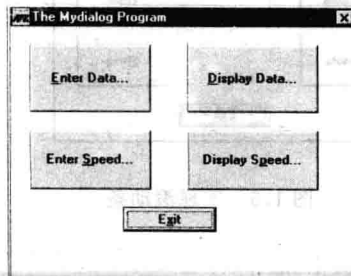 The Mydialog Program
Enter Data...
Display Data...
Enter Speed...
Display Speed...
Exit